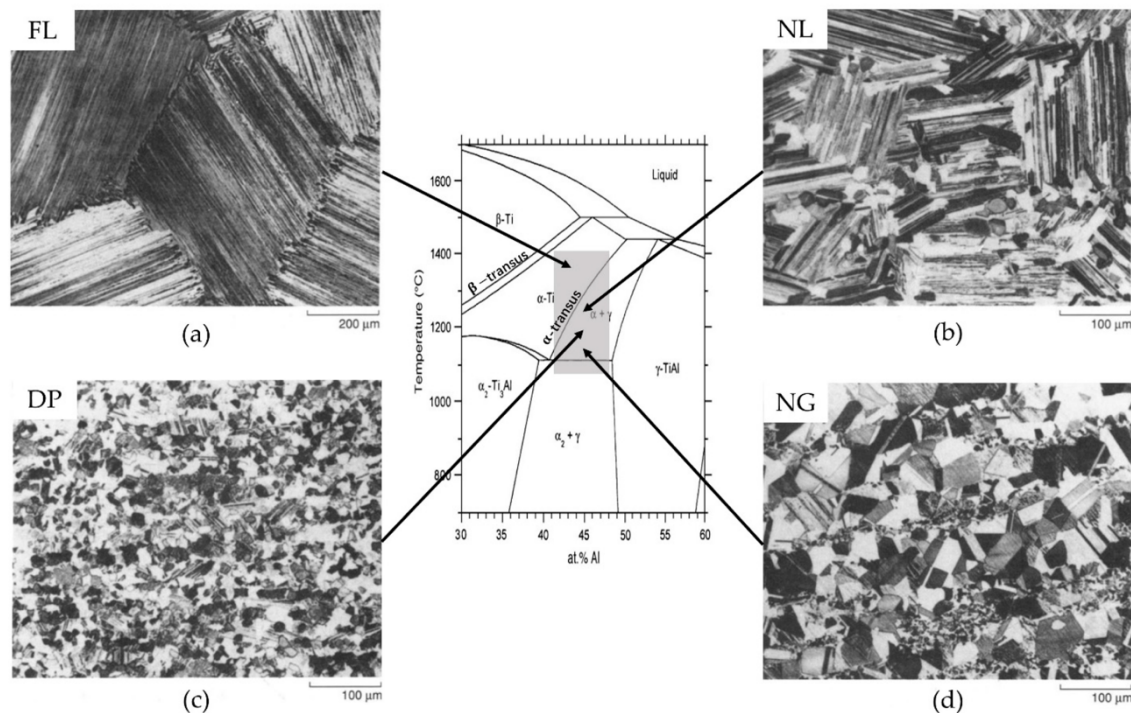 FL
NL
200 μm
100 μm
(a)
(b)
Temperature (°C)
1600
1400
1200
1000
800
Liquid
β-Ti
β –transus
α-Ti
α-transus
α + γ
α₂-Ti₃Al
γ-TiAl
α₂ + γ
30 35 40 45 50 55 60
at.% Al
DP
NG
100 μm
100 μm
(c)
(d)